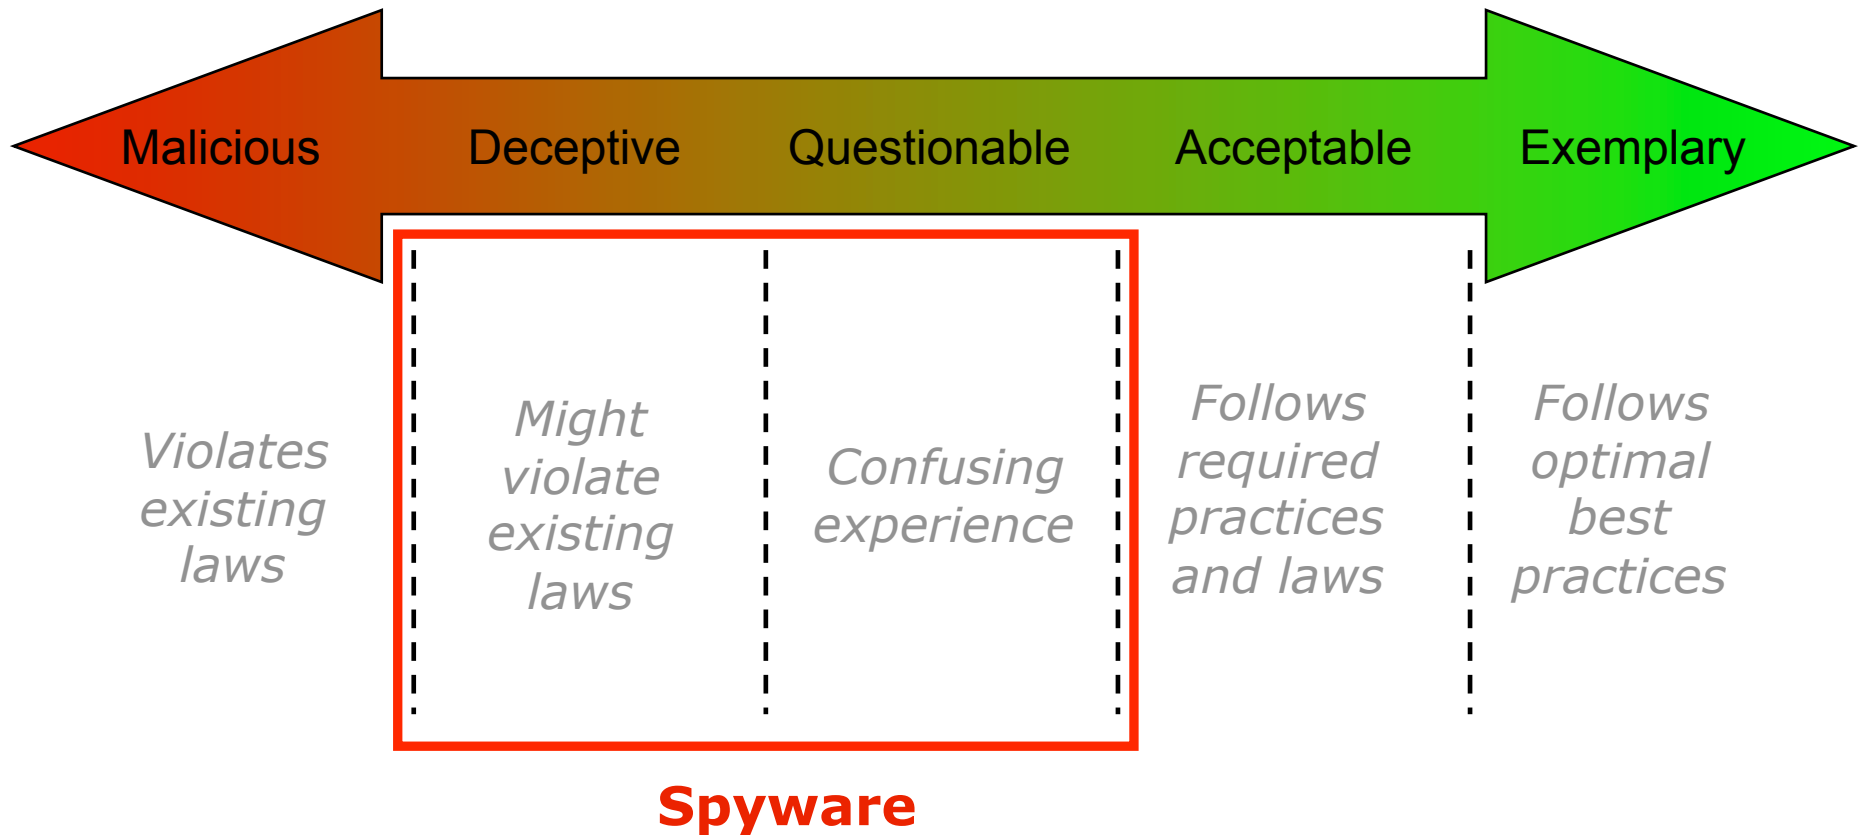 Malicious
Deceptive
Questionable
Acceptable
Exemplary
Violates
existing
laws
Might
violate
existing
laws
Confusing
experience
Follows
required
practices
and laws
Follows
optimal
best
practices
Spyware